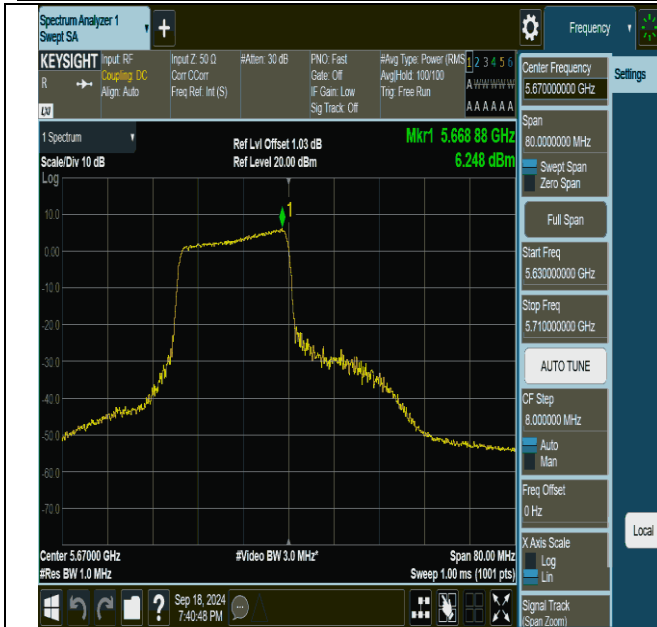 Spectrum Analyzer 1
Swept SA
+
Frequency
Settings
KEYSIGHT
R
LXI
Input: RF
Coupling: DC
Align: Auto
Input Z: 50 Ω
Corr CCorr
Freq Ref: Int (S)
#Atten: 30 dB
PNO: Fast
Gate: Off
IF Gain: Low
Sig Track: Off
#Avg Type: Power (RMS
Avg|Hold: 100/100
Trig: Free Run
1 2 3 4 5 6
A W W W W W
A A A A A A
1 Spectrum
Scale/Div 10 dB
Log
Ref Lvl Offset 1.03 dB
Ref Level 20.00 dBm
Mkr1 5.668 88 GHz
6.248 dBm
1
10.0
0.00
-10.0
-20.0
-30.0
-40.0
-50.0
-60.0
-70.0
Center 5.67000 GHz
#Res BW 1.0 MHz
#Video BW 3.0 MHz*
Span 80.00 MHz
Sweep 1.00 ms (1001 pts)
Center Frequency
5.670000000 GHz
Span
80.0000000 MHz
Swept Span
Zero Span
Full Span
Start Freq
5.630000000 GHz
Stop Freq
5.710000000 GHz
AUTO TUNE
CF Step
8.000000 MHz
Auto
Man
Freq Offset
0 Hz
X Axis Scale
Log
Lin
Signal Track
(Span Zoom)
Local
?
Sep 18, 2024
7:40:48 PM